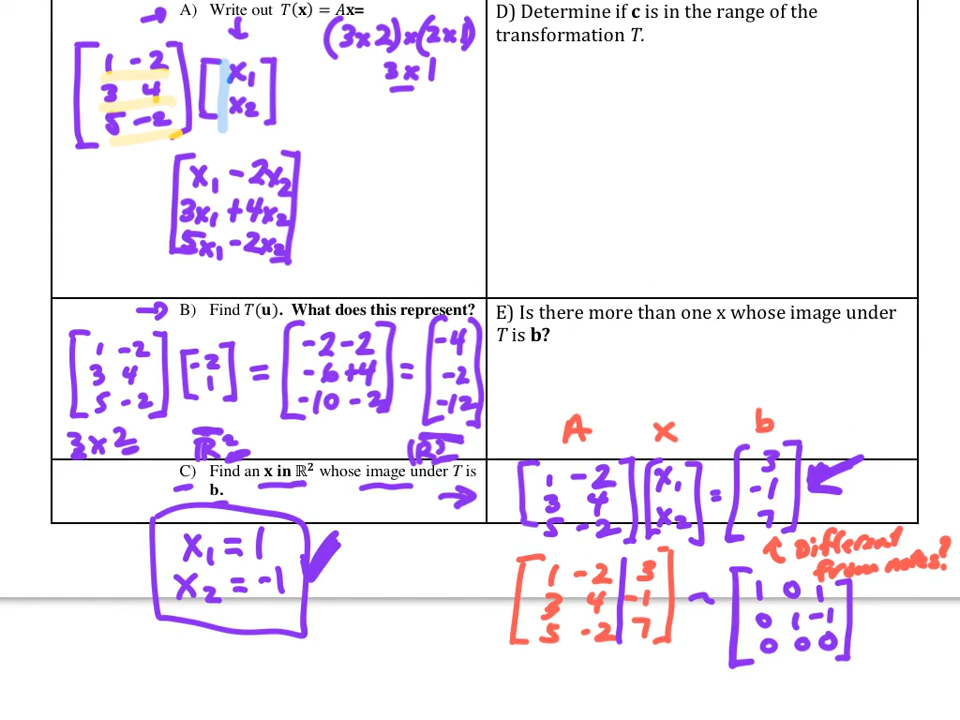 A) Write out T(x) = Ax=
(3x2)x(2x1)
3x1
[1 -2] [x₁]
[3 4] [x₂]
[5 -2]
[x₁ - 2x₂]
[3x₁ + 4x₂]
[5x₁ - 2x₂]
D) Determine if c is in the range of the
transformation T.
B) Find T(u). What does this represent?
[1 -2] [-2] = [-2-2] = [-4]
[3 4] [1] [-6+4] [-2]
[5 -2] [-10-2] [-12]
3x2 ℝ² ℝ³
E) Is there more than one x whose image under
T is b?
A x b
C) Find an x in ℝ² whose image under T is
b.
[1 -2] [x₁] = [3]
[3 4] [x₂] [-1]
[5 -2] [7]
x₁ = 1
x₂ = -1
↑ Different
from notes!
[1 -2 | 3] ~ [1 0 1]
[3 4 | -1] [0 1 -1]
[5 -2 | 7] [0 0 0]